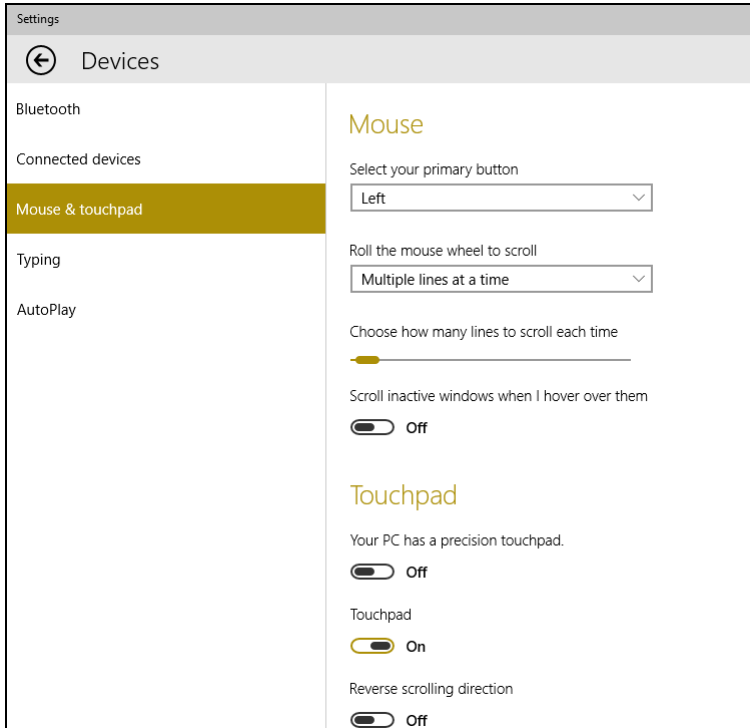 Settings
Devices
Bluetooth
Connected devices
Mouse & touchpad
Typing
AutoPlay
Mouse
Select your primary button
Left
Roll the mouse wheel to scroll
Multiple lines at a time
Choose how many lines to scroll each time
Scroll inactive windows when I hover over them
Off
Touchpad
Your PC has a precision touchpad.
Off
Touchpad
On
Reverse scrolling direction
Off